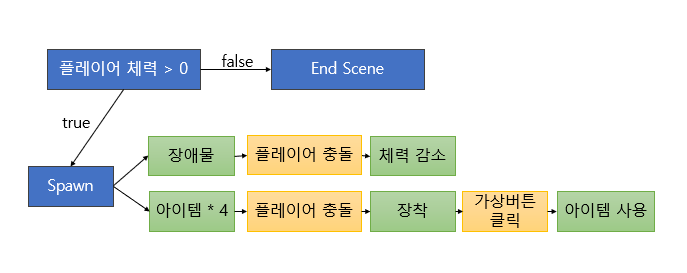 플레이어 체력 > 0
false
End Scene
true
Spawn
장애물
플레이어 충돌
체력 감소
아이템 * 4
플레이어 충돌
장착
가상버튼
클릭
아이템 사용